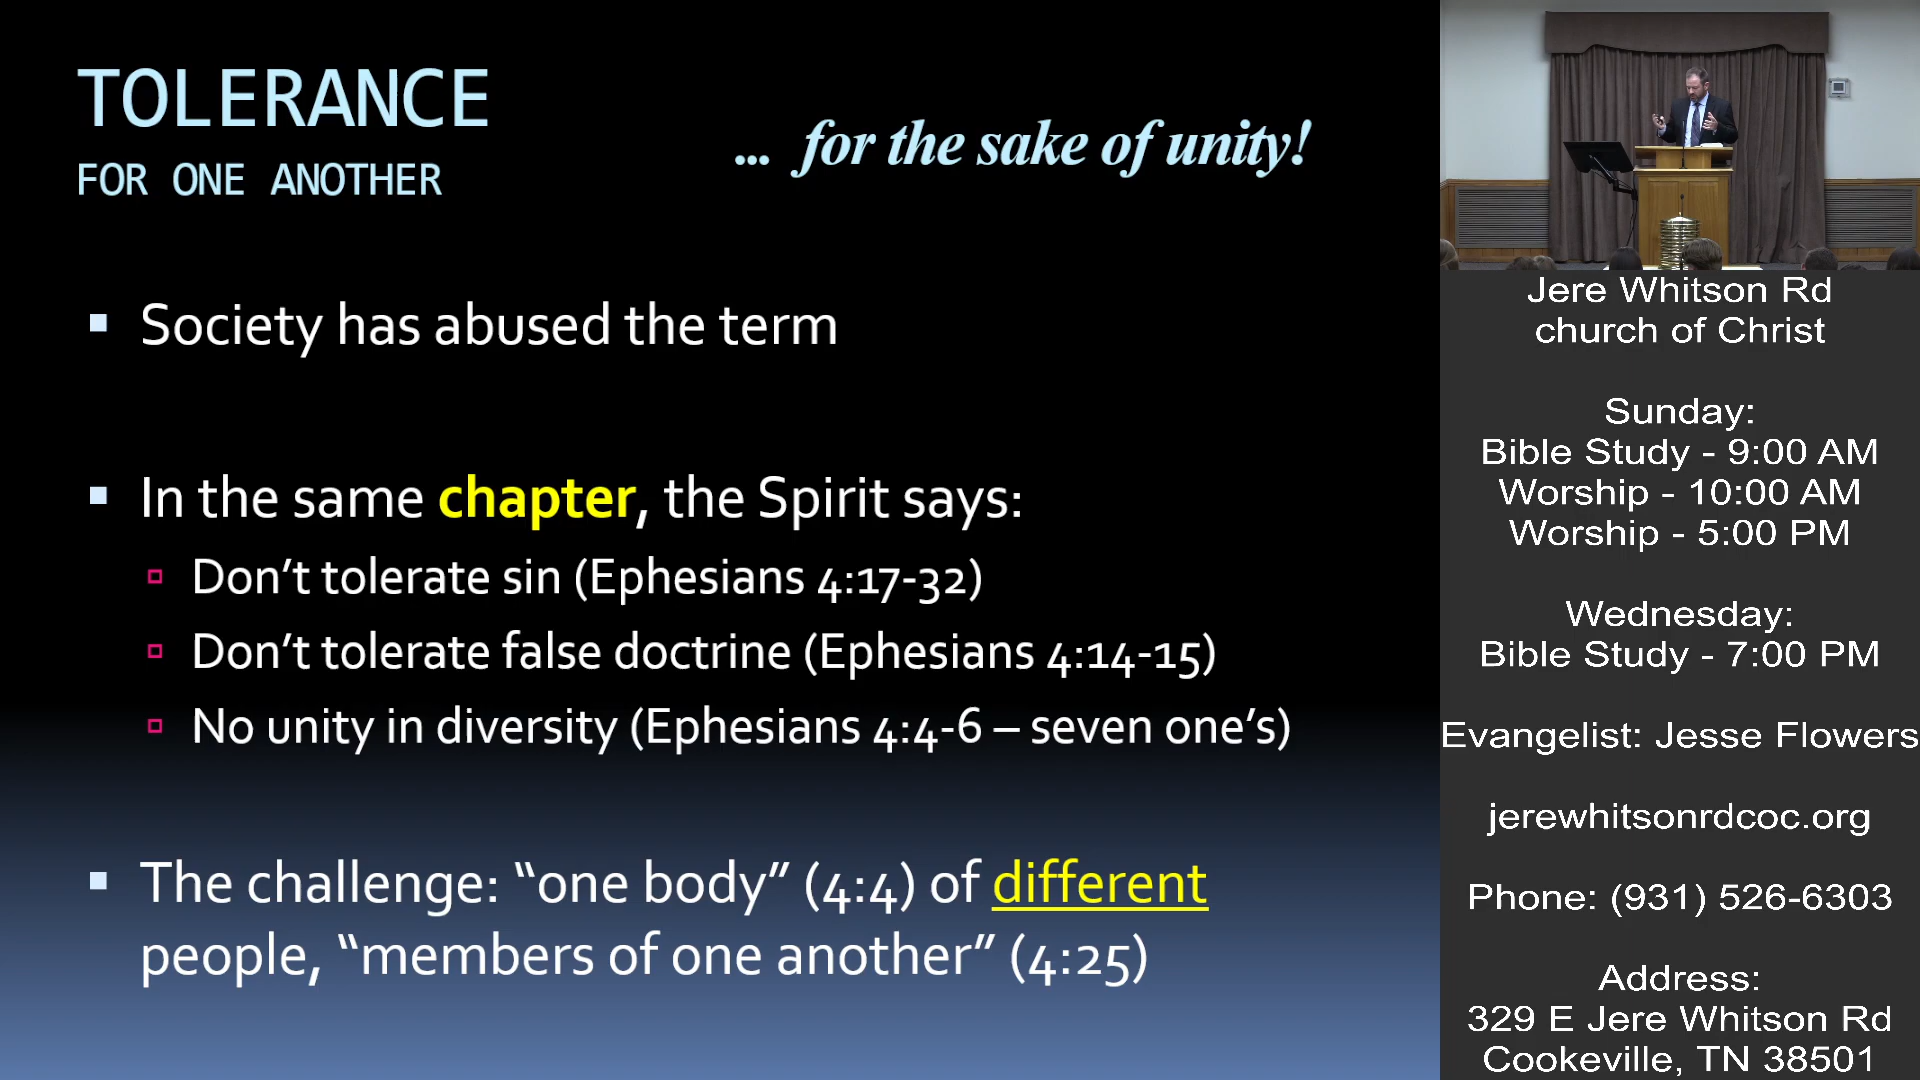 TOLERANCE
FOR ONE ANOTHER
... for the sake of unity!
Society has abused the term
In the same chapter, the Spirit says:
Don’t tolerate sin (Ephesians 4:17-32)
Don’t tolerate false doctrine (Ephesians 4:14-15)
No unity in diversity (Ephesians 4:4-6 – seven one’s)
The challenge: “one body” (4:4) of different
people, “members of one another” (4:25)
Jere Whitson Rd
church of Christ
Sunday:
Bible Study - 9:00 AM
Worship - 10:00 AM
Worship - 5:00 PM
Wednesday:
Bible Study - 7:00 PM
Evangelist: Jesse Flowers
jerewhitsonrdcoc.org
Phone: (931) 526-6303
Address:
329 E Jere Whitson Rd
Cookeville, TN 38501